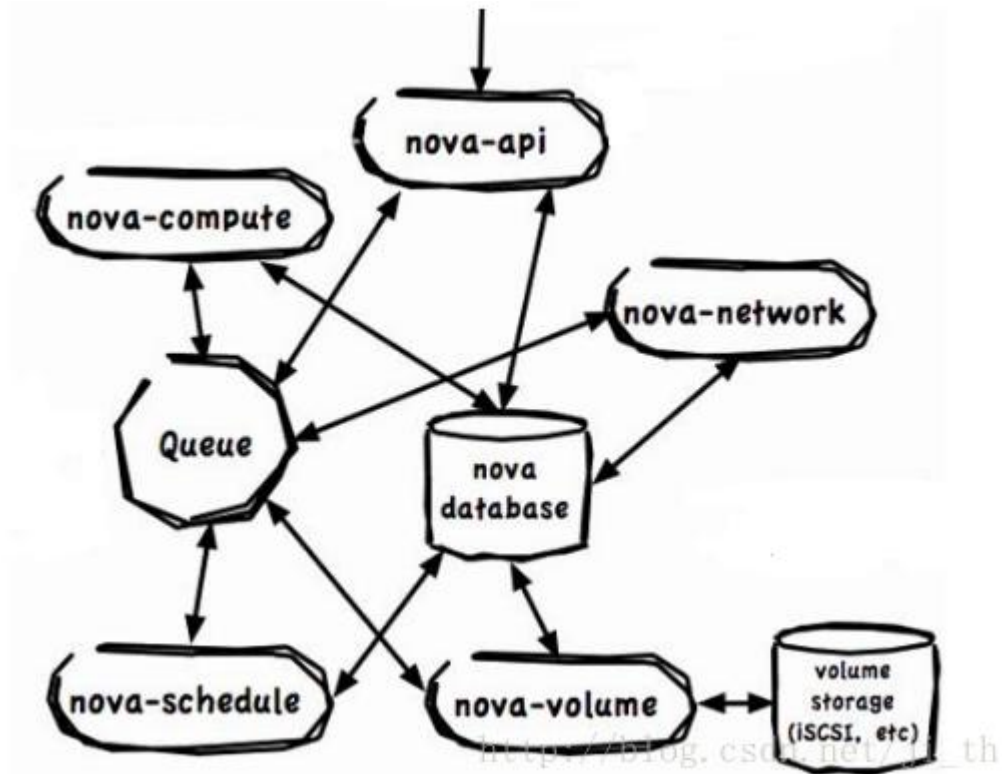 nova-api
nova-compute
nova-network
Queue
nova
database
nova-schedule
nova-volume
volume
storage
(iSCSI, etc)